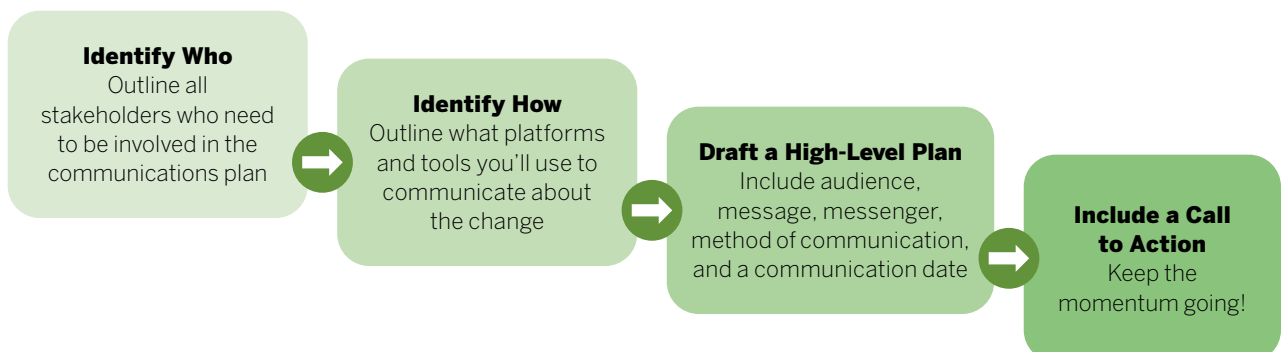 Identify Who
Outline all
stakeholders who need
to be involved in the
communications plan
Identify How
Outline what platforms
and tools you'll use to
communicate about
the change
Draft a High-Level Plan
Include audience,
message, messenger,
method of communication,
and a communication date
Include a Call
to Action
Keep the
momentum going!